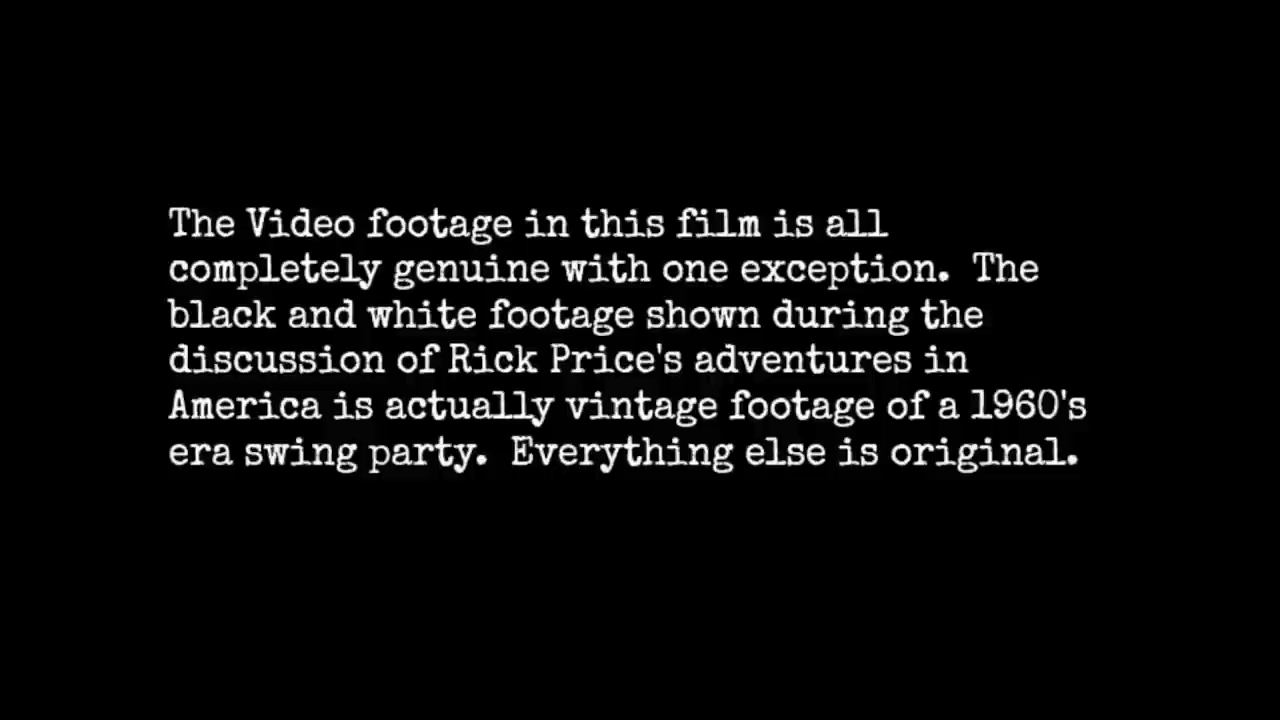 The Video footage in this film is all
completely genuine with one exception.  The
black and white footage shown during the
discussion of Rick Price's adventures in
America is actually vintage footage of a 1960's
era swing party.  Everything else is original.